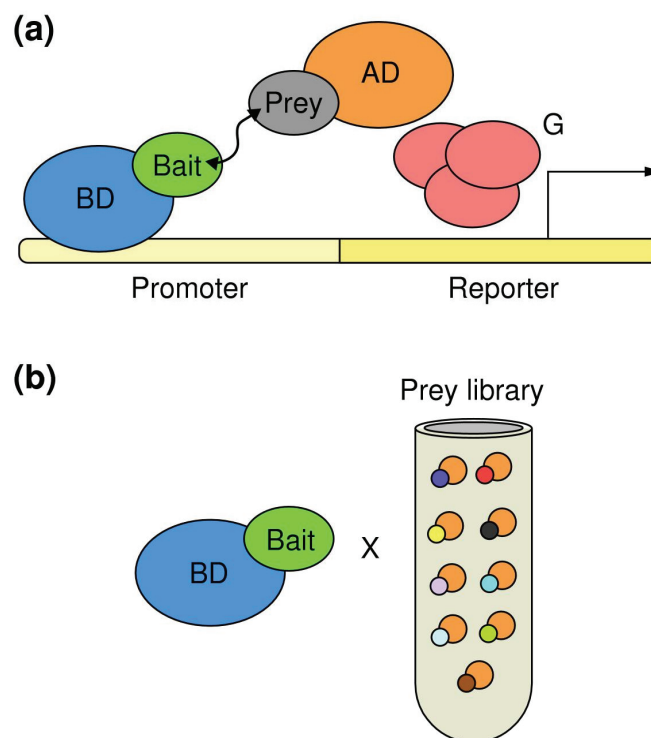 (a)
AD
Prey
G
Bait
BD
Promoter Reporter
(b)
Prey library
Bait
X
BD